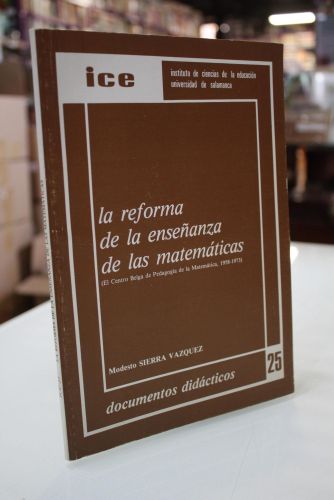 ice
instituto de ciencias de la educación
universidad de salamanca
la reforma
de la enseñanza
de las matemáticas
(El Centro Belga de Pedagogía de la Matemática, 1958-1973)
Modesto SIERRA VAZQUEZ
25
documentos didácticos